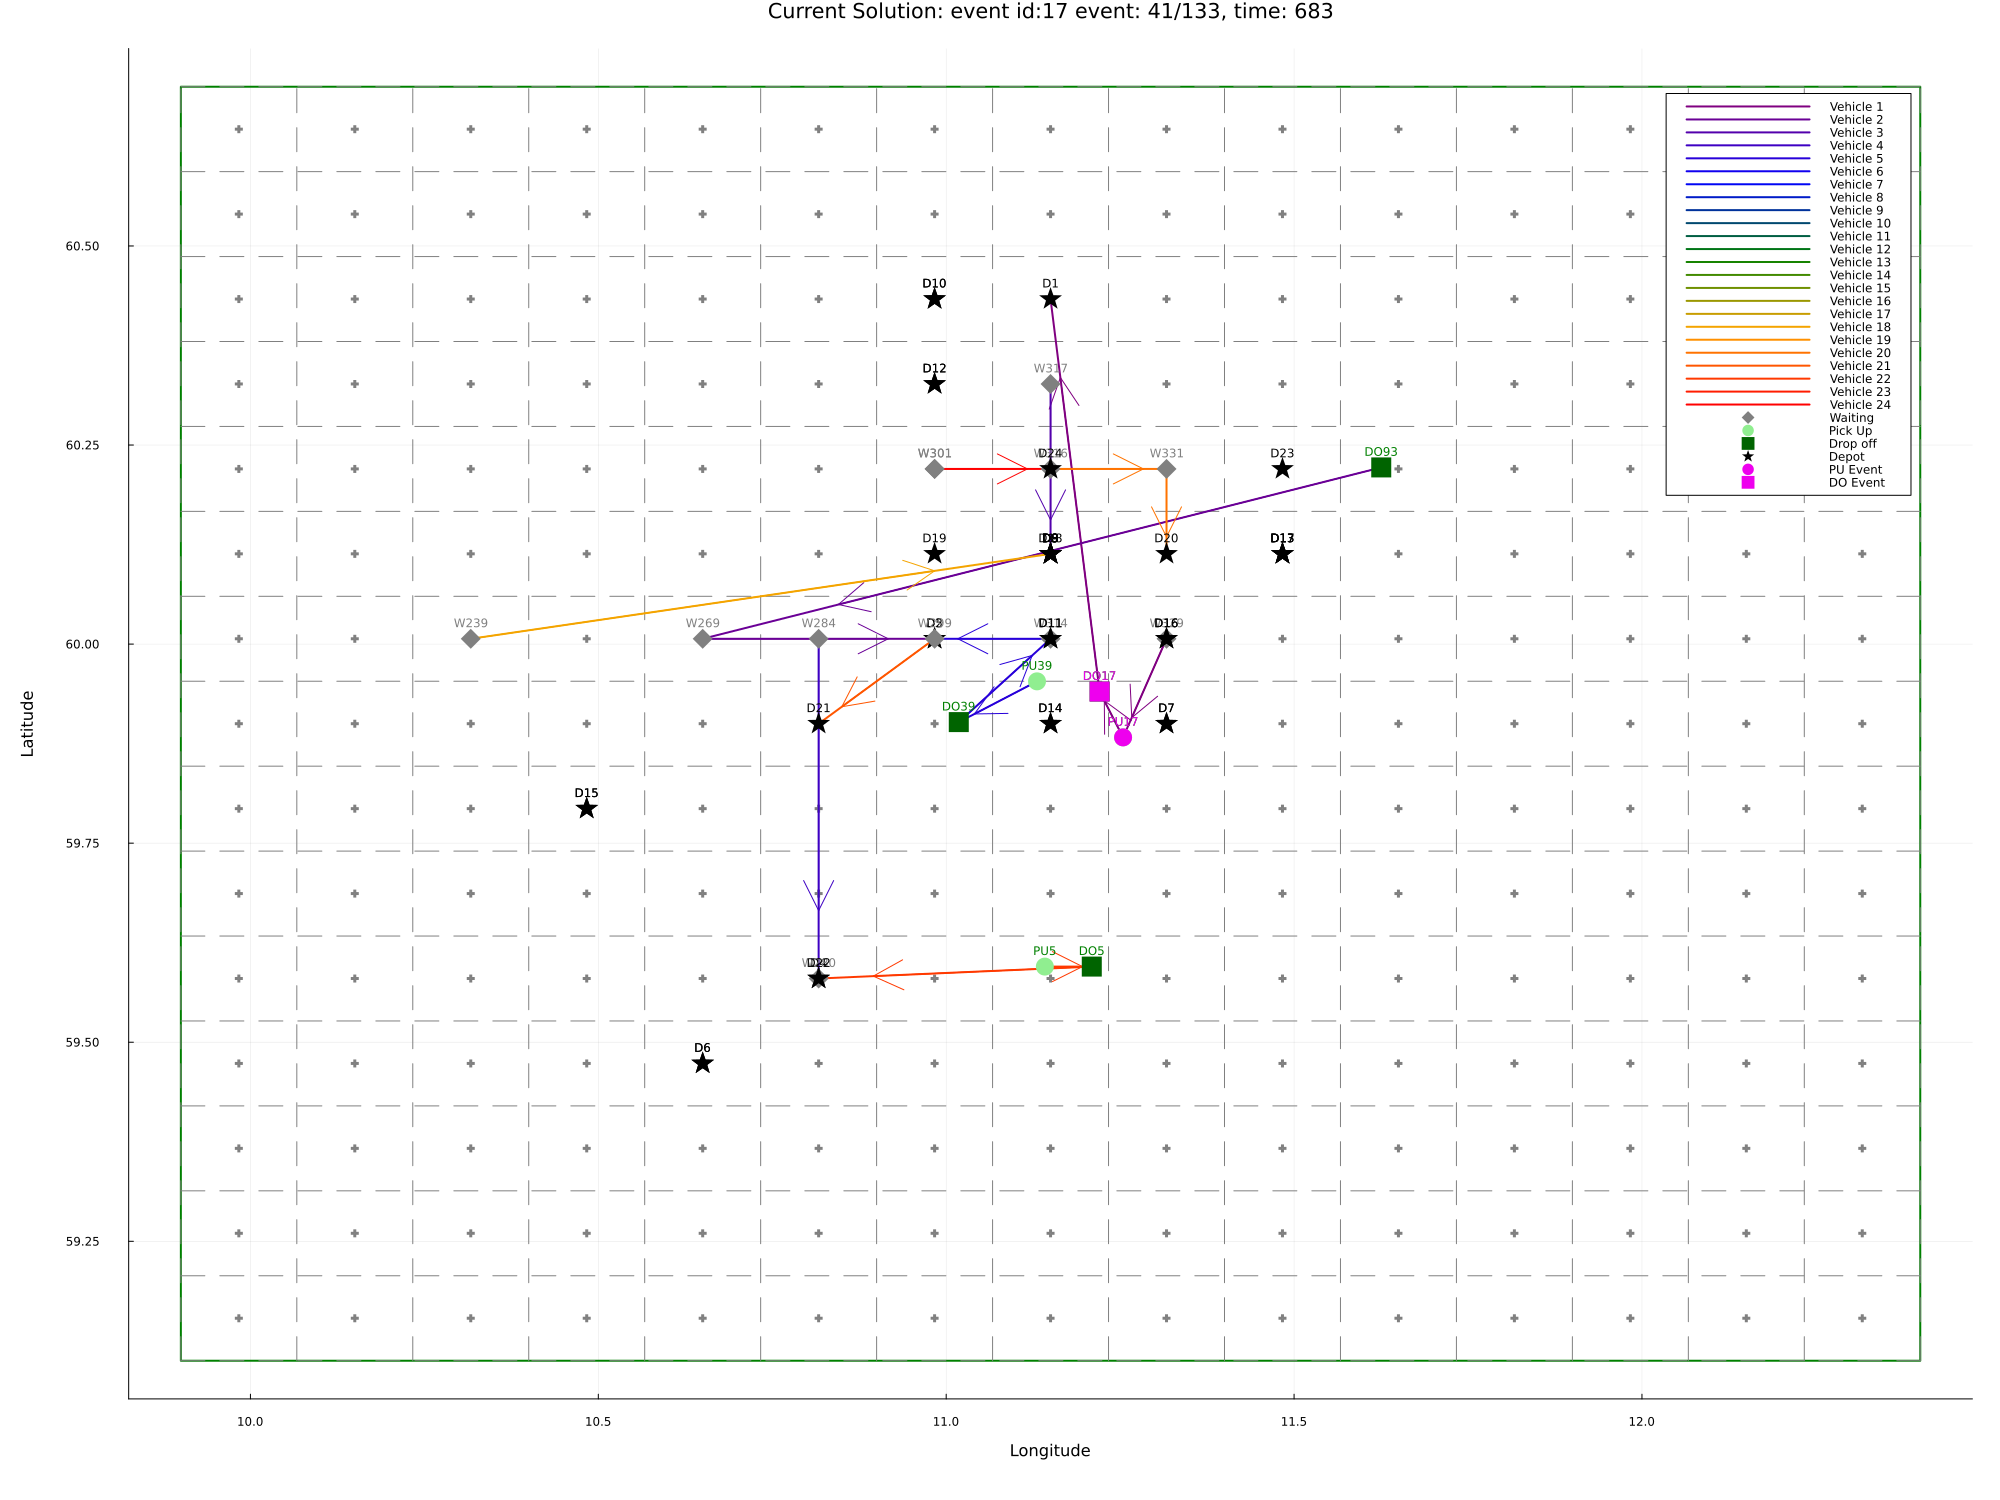 Current Solution: event id:17 event: 41/133, time: 683
Vehicle 1
Vehicle 2
Vehicle 3
Vehicle 4
Vehicle 5
Vehicle 6
Vehicle 7
Vehicle 8
Vehicle 9
Vehicle 10
Vehicle 11
Vehicle 12
Vehicle 13
Vehicle 14
Vehicle 15
Vehicle 16
Vehicle 17
Vehicle 18
Vehicle 19
Vehicle 20
Vehicle 21
Vehicle 22
Vehicle 23
Vehicle 24
Waiting
Pick Up
Drop off
Depot
PU Event
DO Event
60.50
60.25
60.00
59.75
59.50
59.25
Latitude
D10
D1
D12
W317
W301
D24
W331
D23
DO93
D19
D20
W239
W269
W284
D11
D16
PU39
DO17
D21
DO39
D14
D7
PU17
D15
PU5
DO5
D22
D6
10.0
10.5
11.0
11.5
12.0
Longitude